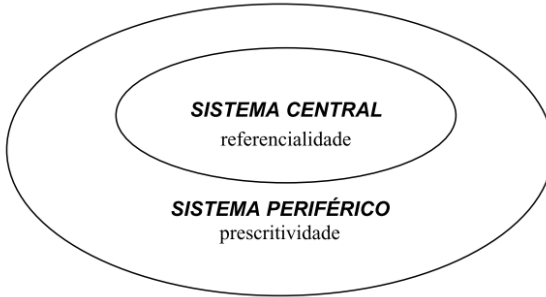 SISTEMA CENTRAL
referencialidade
SISTEMA PERIFÉRICO
prescritividade